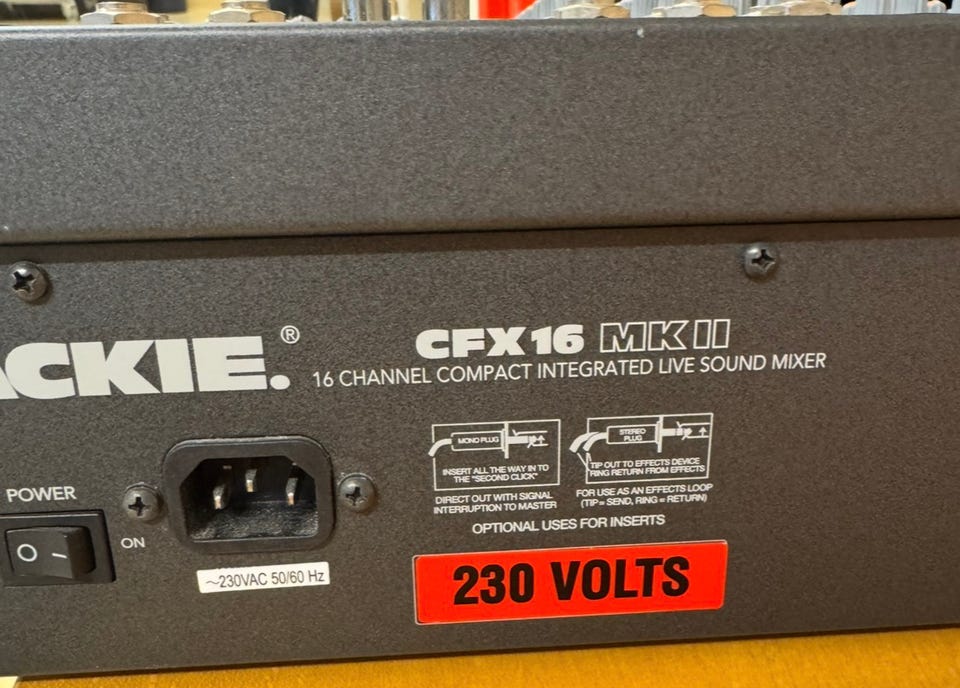 ACKIE.®
CFX16 MKII
16 CHANNEL COMPACT INTEGRATED LIVE SOUND MIXER
MONO PLUG
INSERT ALL THE WAY IN TO
THE "SECOND CLICK"
DIRECT OUT WITH SIGNAL
INTERRUPTION TO MASTER
STEREO
PLUG
TIP OUT TO EFFECTS DEVICE
RING RETURN FROM EFFECTS
FOR USE AS AN EFFECTS LOOP
(TIP = SEND, RING = RETURN)
OPTIONAL USES FOR INSERTS
POWER
ON
~230VAC 50/60 Hz
230 VOLTS